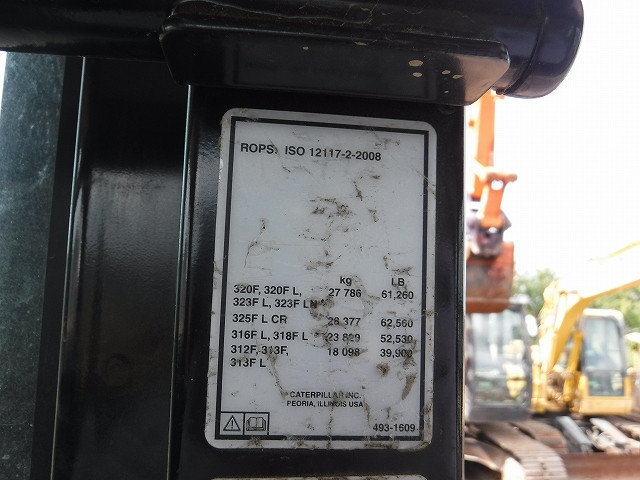 ROPS: ISO 12117-2-2008
kg LB
320F, 320F L, 27 786 61,260
323F L, 323F LN
325F L CR 28 377 62,560
316F L, 318F L 52,530
312F, 313F, 18 098 39,900
313F L
CATERPILLAR INC.
PEORIA, ILLINOIS USA
493-1609